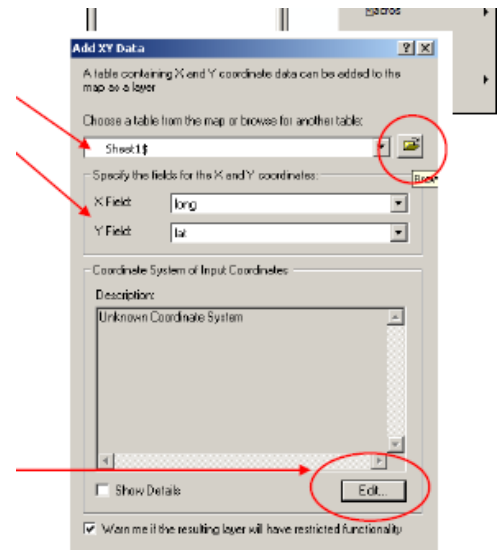 Macros
Add XY Data
A table containing X and Y coordinate data can be added to the
map as a layer
Choose a table from the map or browse for another table:
Sheet1$
Specify the fields for the X and Y coordinates:
X Field: long
Y Field: lat
Coordinate System of Input Coordinates
Description:
Unknown Coordinate System
Show Details
Edit...
Warn me if the resulting layer will have restricted functionality